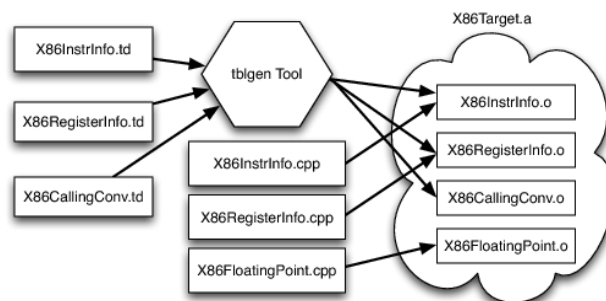 X86Target.a
X86InstrInfo.td
tblgen Tool
X86RegisterInfo.td
X86CallingConv.td
X86InstrInfo.cpp
X86RegisterInfo.cpp
X86FloatingPoint.cpp
X86InstrInfo.o
X86RegisterInfo.o
X86CallingConv.o
X86FloatingPoint.o